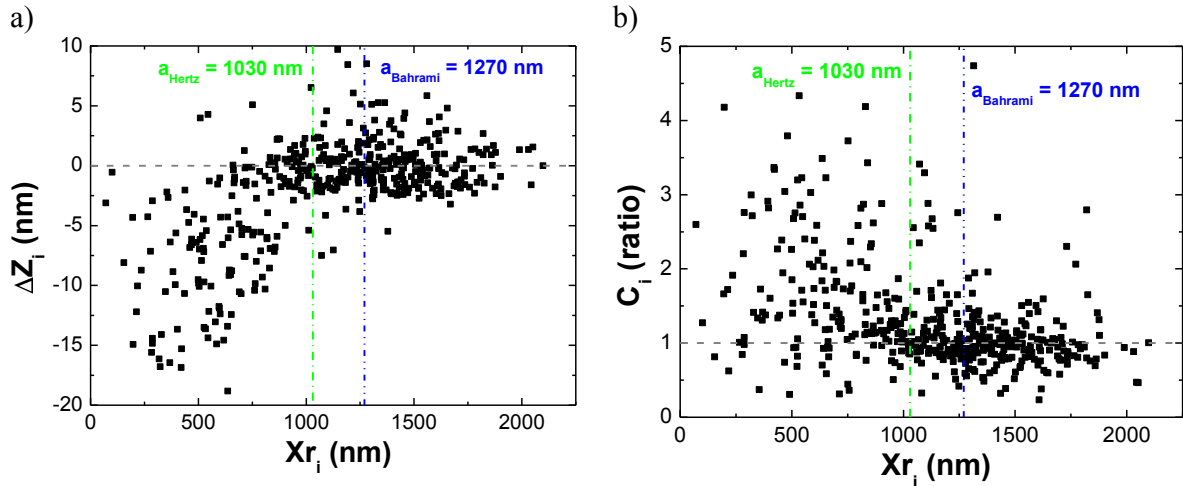 a)
10
5
0
-5
-10
-15
-20
ΔZi (nm)
aHertz = 1030 nm
aBahrami = 1270 nm
0 500 1000 1500 2000
Xri (nm)
b)
5
4
3
2
1
0
Ci (ratio)
aHertz = 1030 nm
aBahrami = 1270 nm
0 500 1000 1500 2000
Xri (nm)